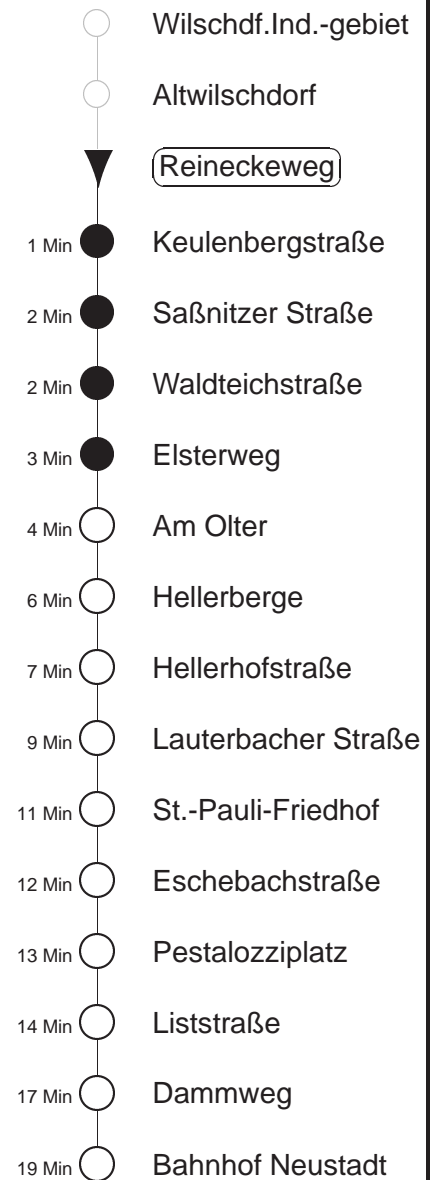 Wilschdf.Ind.-gebiet
Altwilschdorf
Reineckeweg
1 Min Keulenbergstraße
2 Min Saßnitzer Straße
2 Min Waldteichstraße
3 Min Elsterweg
4 Min Am Olter
6 Min Hellerberge
7 Min Hellerhofstraße
9 Min Lauterbacher Straße
11 Min St.-Pauli-Friedhof
12 Min Eschebachstraße
13 Min Pestalozziplatz
14 Min Liststraße
17 Min Dammweg
19 Min Bahnhof Neustadt